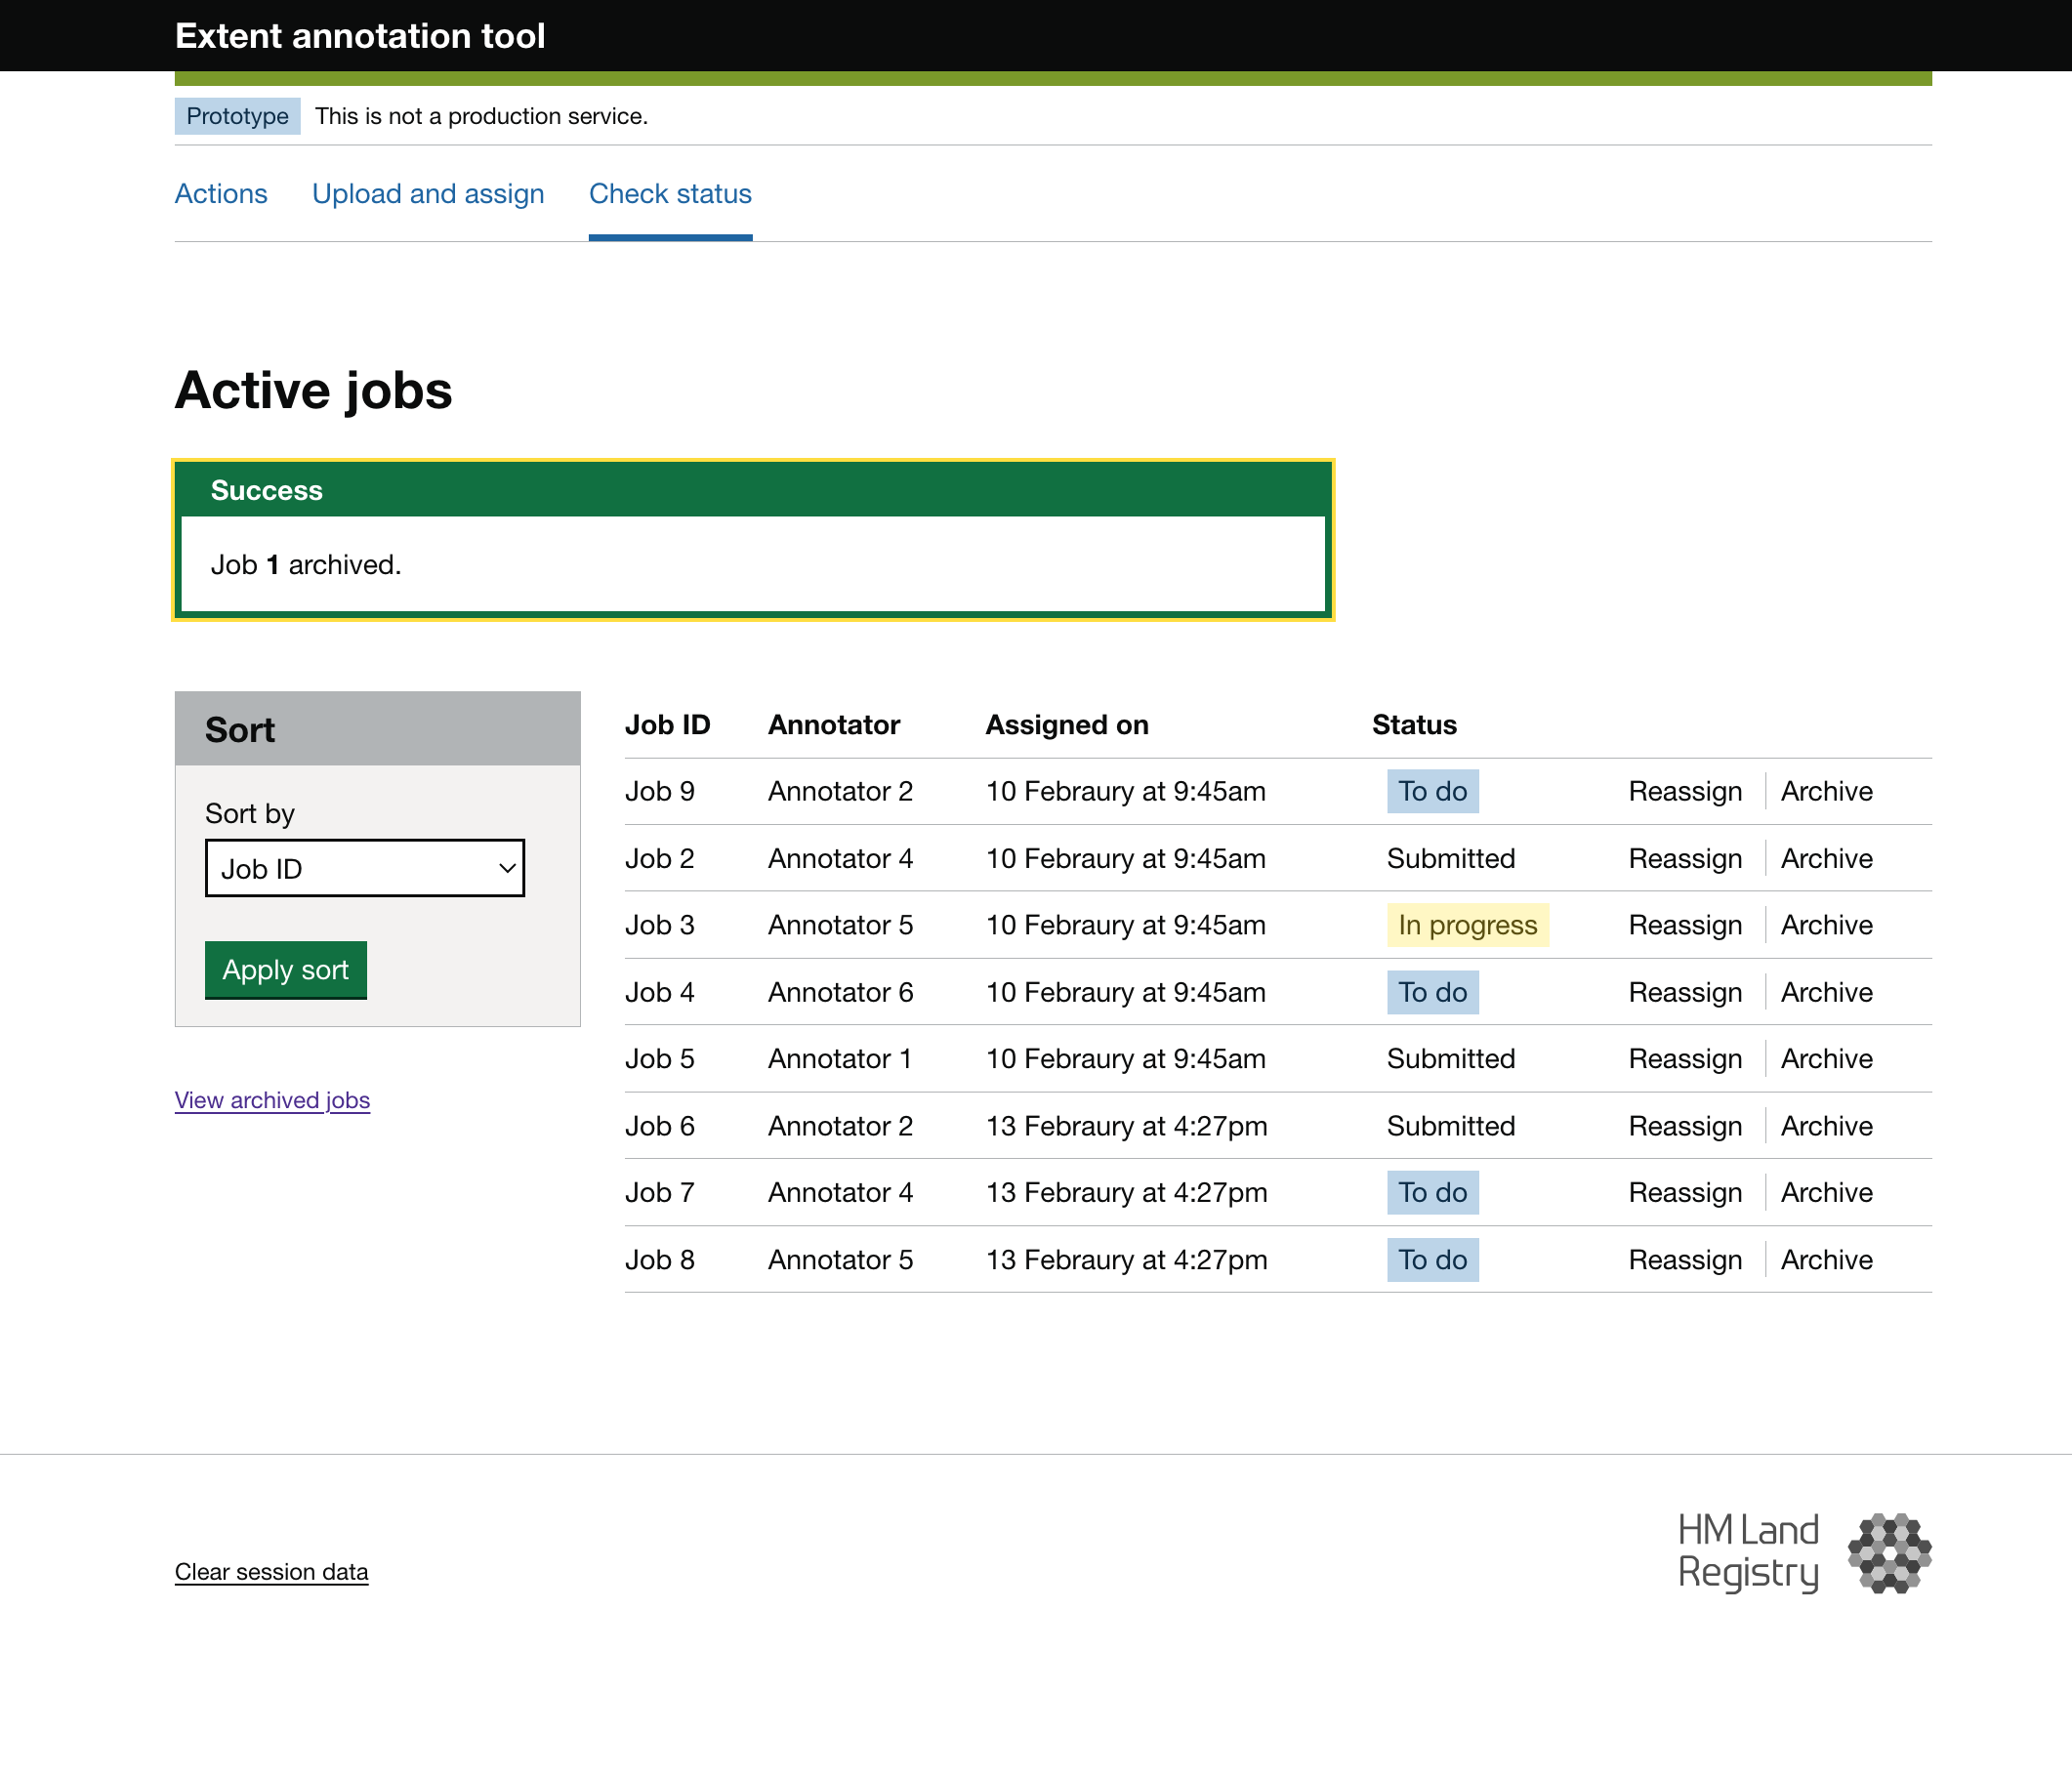 Extent annotation tool
Prototype This is not a production service.
Actions Upload and assign Check status
Active jobs
Success
Job 1 archived.
Sort
Sort by
Job ID
Apply sort
View archived jobs
Job ID Annotator Assigned on Status
Job 9 Annotator 2 10 Febraury at 9:45am To do Reassign Archive
Job 2 Annotator 4 10 Febraury at 9:45am Submitted Reassign Archive
Job 3 Annotator 5 10 Febraury at 9:45am In progress Reassign Archive
Job 4 Annotator 6 10 Febraury at 9:45am To do Reassign Archive
Job 5 Annotator 1 10 Febraury at 9:45am Submitted Reassign Archive
Job 6 Annotator 2 13 Febraury at 4:27pm Submitted Reassign Archive
Job 7 Annotator 4 13 Febraury at 4:27pm To do Reassign Archive
Job 8 Annotator 5 13 Febraury at 4:27pm To do Reassign Archive
Clear session data
HM Land
Registry